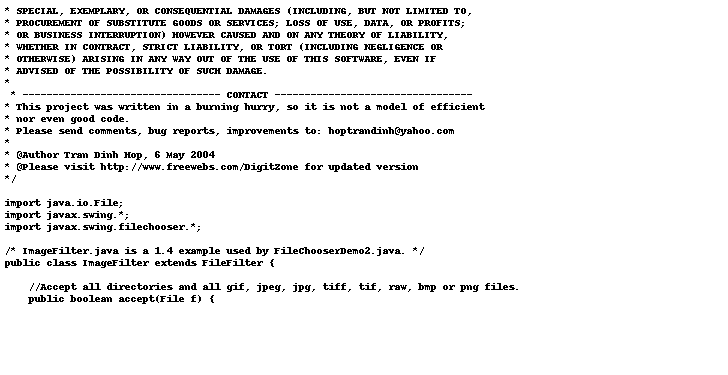 * SPECIAL, EXEMPLARY, OR CONSEQUENTIAL DAMAGES (INCLUDING, BUT NOT LIMITED TO,
* PROCUREMENT OF SUBSTITUTE GOODS OR SERVICES; LOSS OF USE, DATA, OR PROFITS;
* OR BUSINESS INTERRUPTION) HOWEVER CAUSED AND ON ANY THEORY OF LIABILITY,
* WHETHER IN CONTRACT, STRICT LIABILITY, OR TORT (INCLUDING NEGLIGENCE OR
* OTHERWISE) ARISING IN ANY WAY OUT OF THE USE OF THIS SOFTWARE, EVEN IF
* ADVISED OF THE POSSIBILITY OF SUCH DAMAGE.
*
* --------------------------------- CONTACT ---------------------------------
* This project was written in a burning hurry, so it is not a model of efficient
* nor even good code.
* Please send comments, bug reports, improvements to: hoptrandinh@yahoo.com
*
* @Author Tran Dinh Hop, 6 May 2004
* @Please visit http://www.freewebs.com/DigitZone for updated version
*/
import java.io.File;
import javax.swing.*;
import javax.swing.filechooser.*;
/* ImageFilter.java is a 1.4 example used by FileChooserDemo2.java. */
public class ImageFilter extends FileFilter {
//Accept all directories and all gif, jpeg, jpg, tiff, tif, raw, bmp or png files.
public boolean accept(File f) {